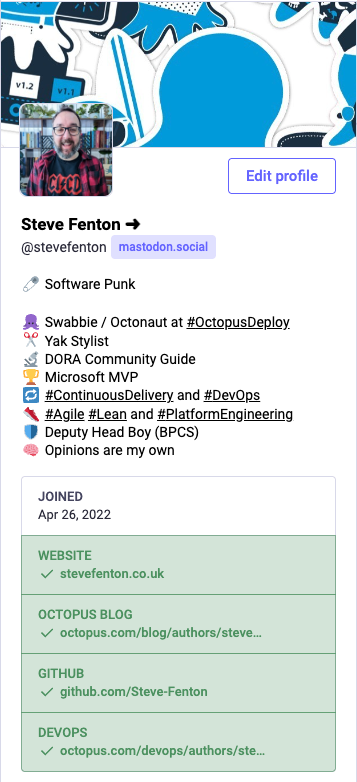 v1.2
v1.1
CI/CD
Edit profile
Steve Fenton ➜
@stevefenton mastodon.social
🧷 Software Punk
🐙 Swabbie / Octonaut at #OctopusDeploy
✂️ Yak Stylist
🔬 DORA Community Guide
🏆 Microsoft MVP
🔁 #ContinuousDelivery and #DevOps
👟 #Agile #Lean and #PlatformEngineering
🛡️ Deputy Head Boy (BPCS)
🧠 Opinions are my own
JOINED
Apr 26, 2022
WEBSITE
✓ stevefenton.co.uk
OCTOPUS BLOG
✓ octopus.com/blog/authors/steve…
GITHUB
✓ github.com/Steve-Fenton
DEVOPS
✓ octopus.com/devops/authors/ste…